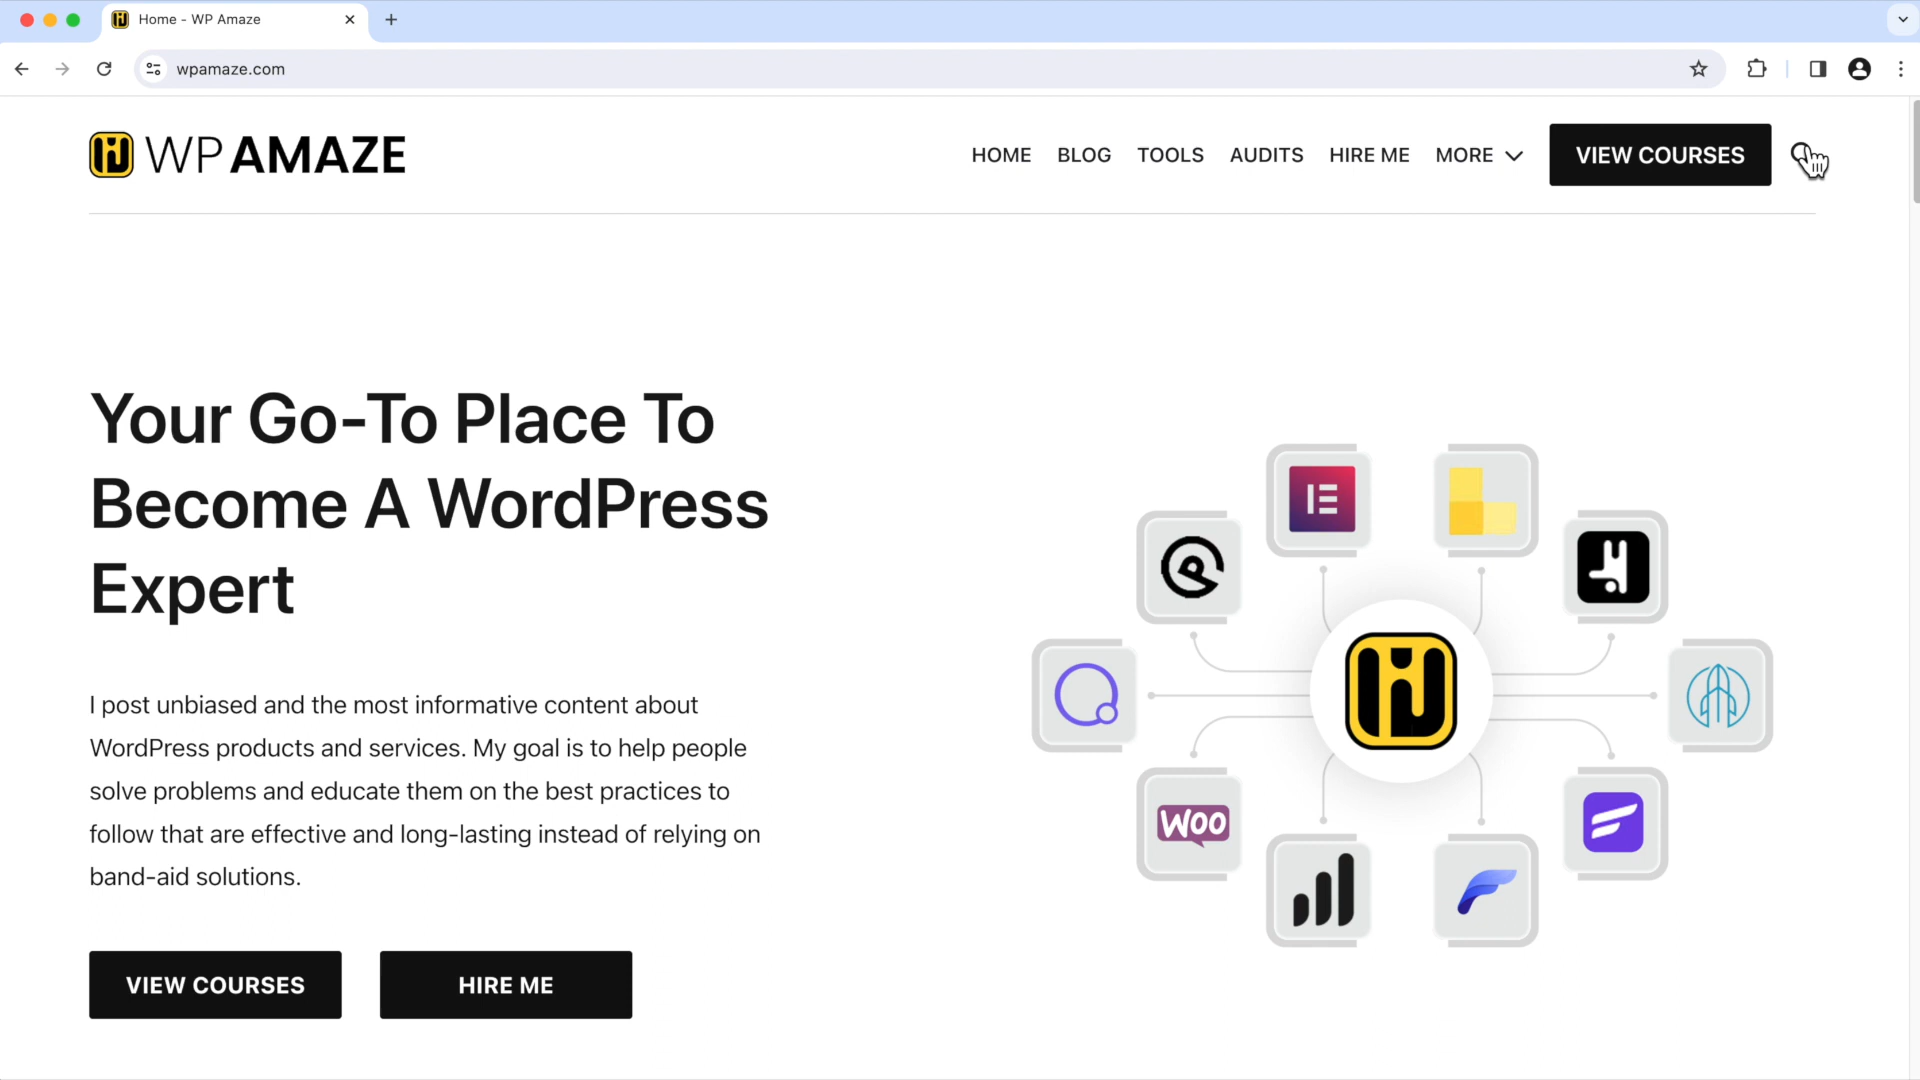 Home - WP Amaze
wpamaze.com
WP AMAZE
HOME BLOG TOOLS AUDITS HIRE ME MORE VIEW COURSES
Your Go-To Place To
Become A WordPress
Expert
I post unbiased and the most informative content about
WordPress products and services. My goal is to help people
solve problems and educate them on the best practices to
follow that are effective and long-lasting instead of relying on
band-aid solutions.
VIEW COURSES HIRE ME
WOO